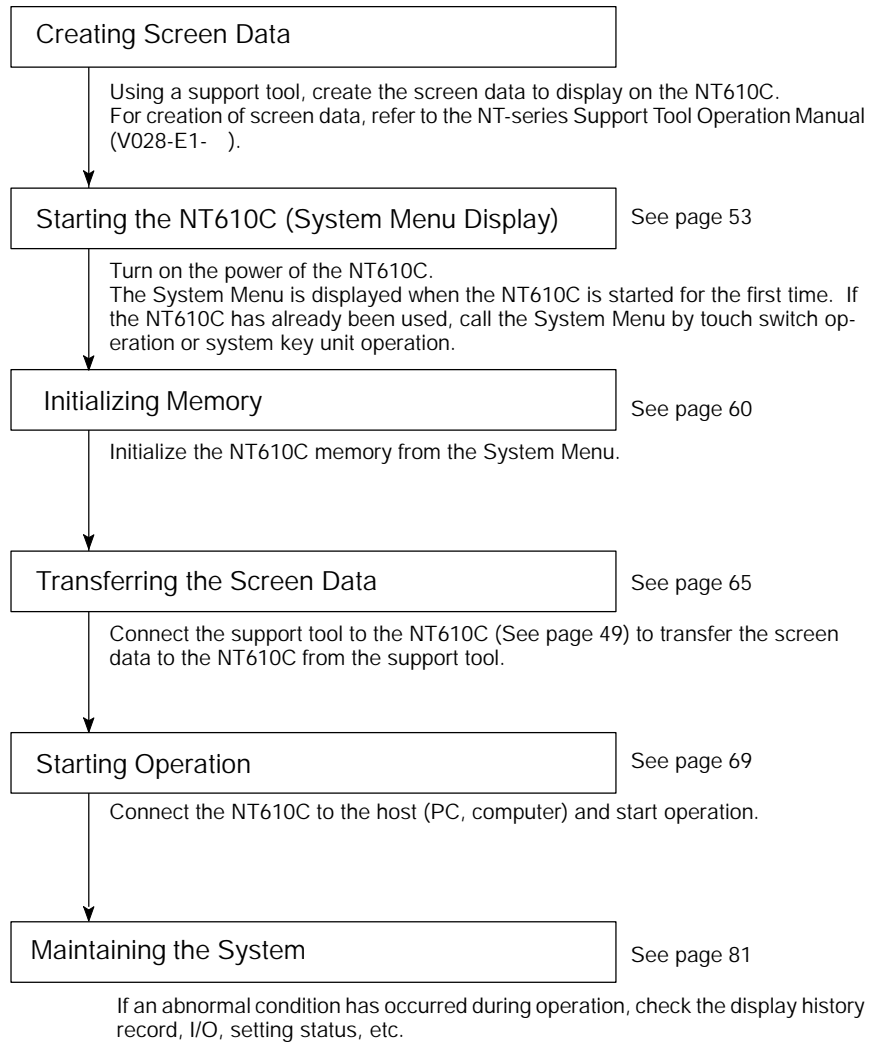 Creating Screen Data
Using a support tool, create the screen data to display on the NT610C.
For creation of screen data, refer to the NT-series Support Tool Operation Manual
(V028-E1-   ).
Starting the NT610C (System Menu Display)
See page 53
Turn on the power of the NT610C.
The System Menu is displayed when the NT610C is started for the first time.  If
the NT610C has already been used, call the System Menu by touch switch op-
eration or system key unit operation.
Initializing Memory
See page 60
Initialize the NT610C memory from the System Menu.
Transferring the Screen Data
See page 65
Connect the support tool to the NT610C (See page 49) to transfer the screen
data to the NT610C from the support tool.
Starting Operation
See page 69
Connect the NT610C to the host (PC, computer) and start operation.
Maintaining the System
See page 81
If an abnormal condition has occurred during operation, check the display history
record, I/O, setting status, etc.